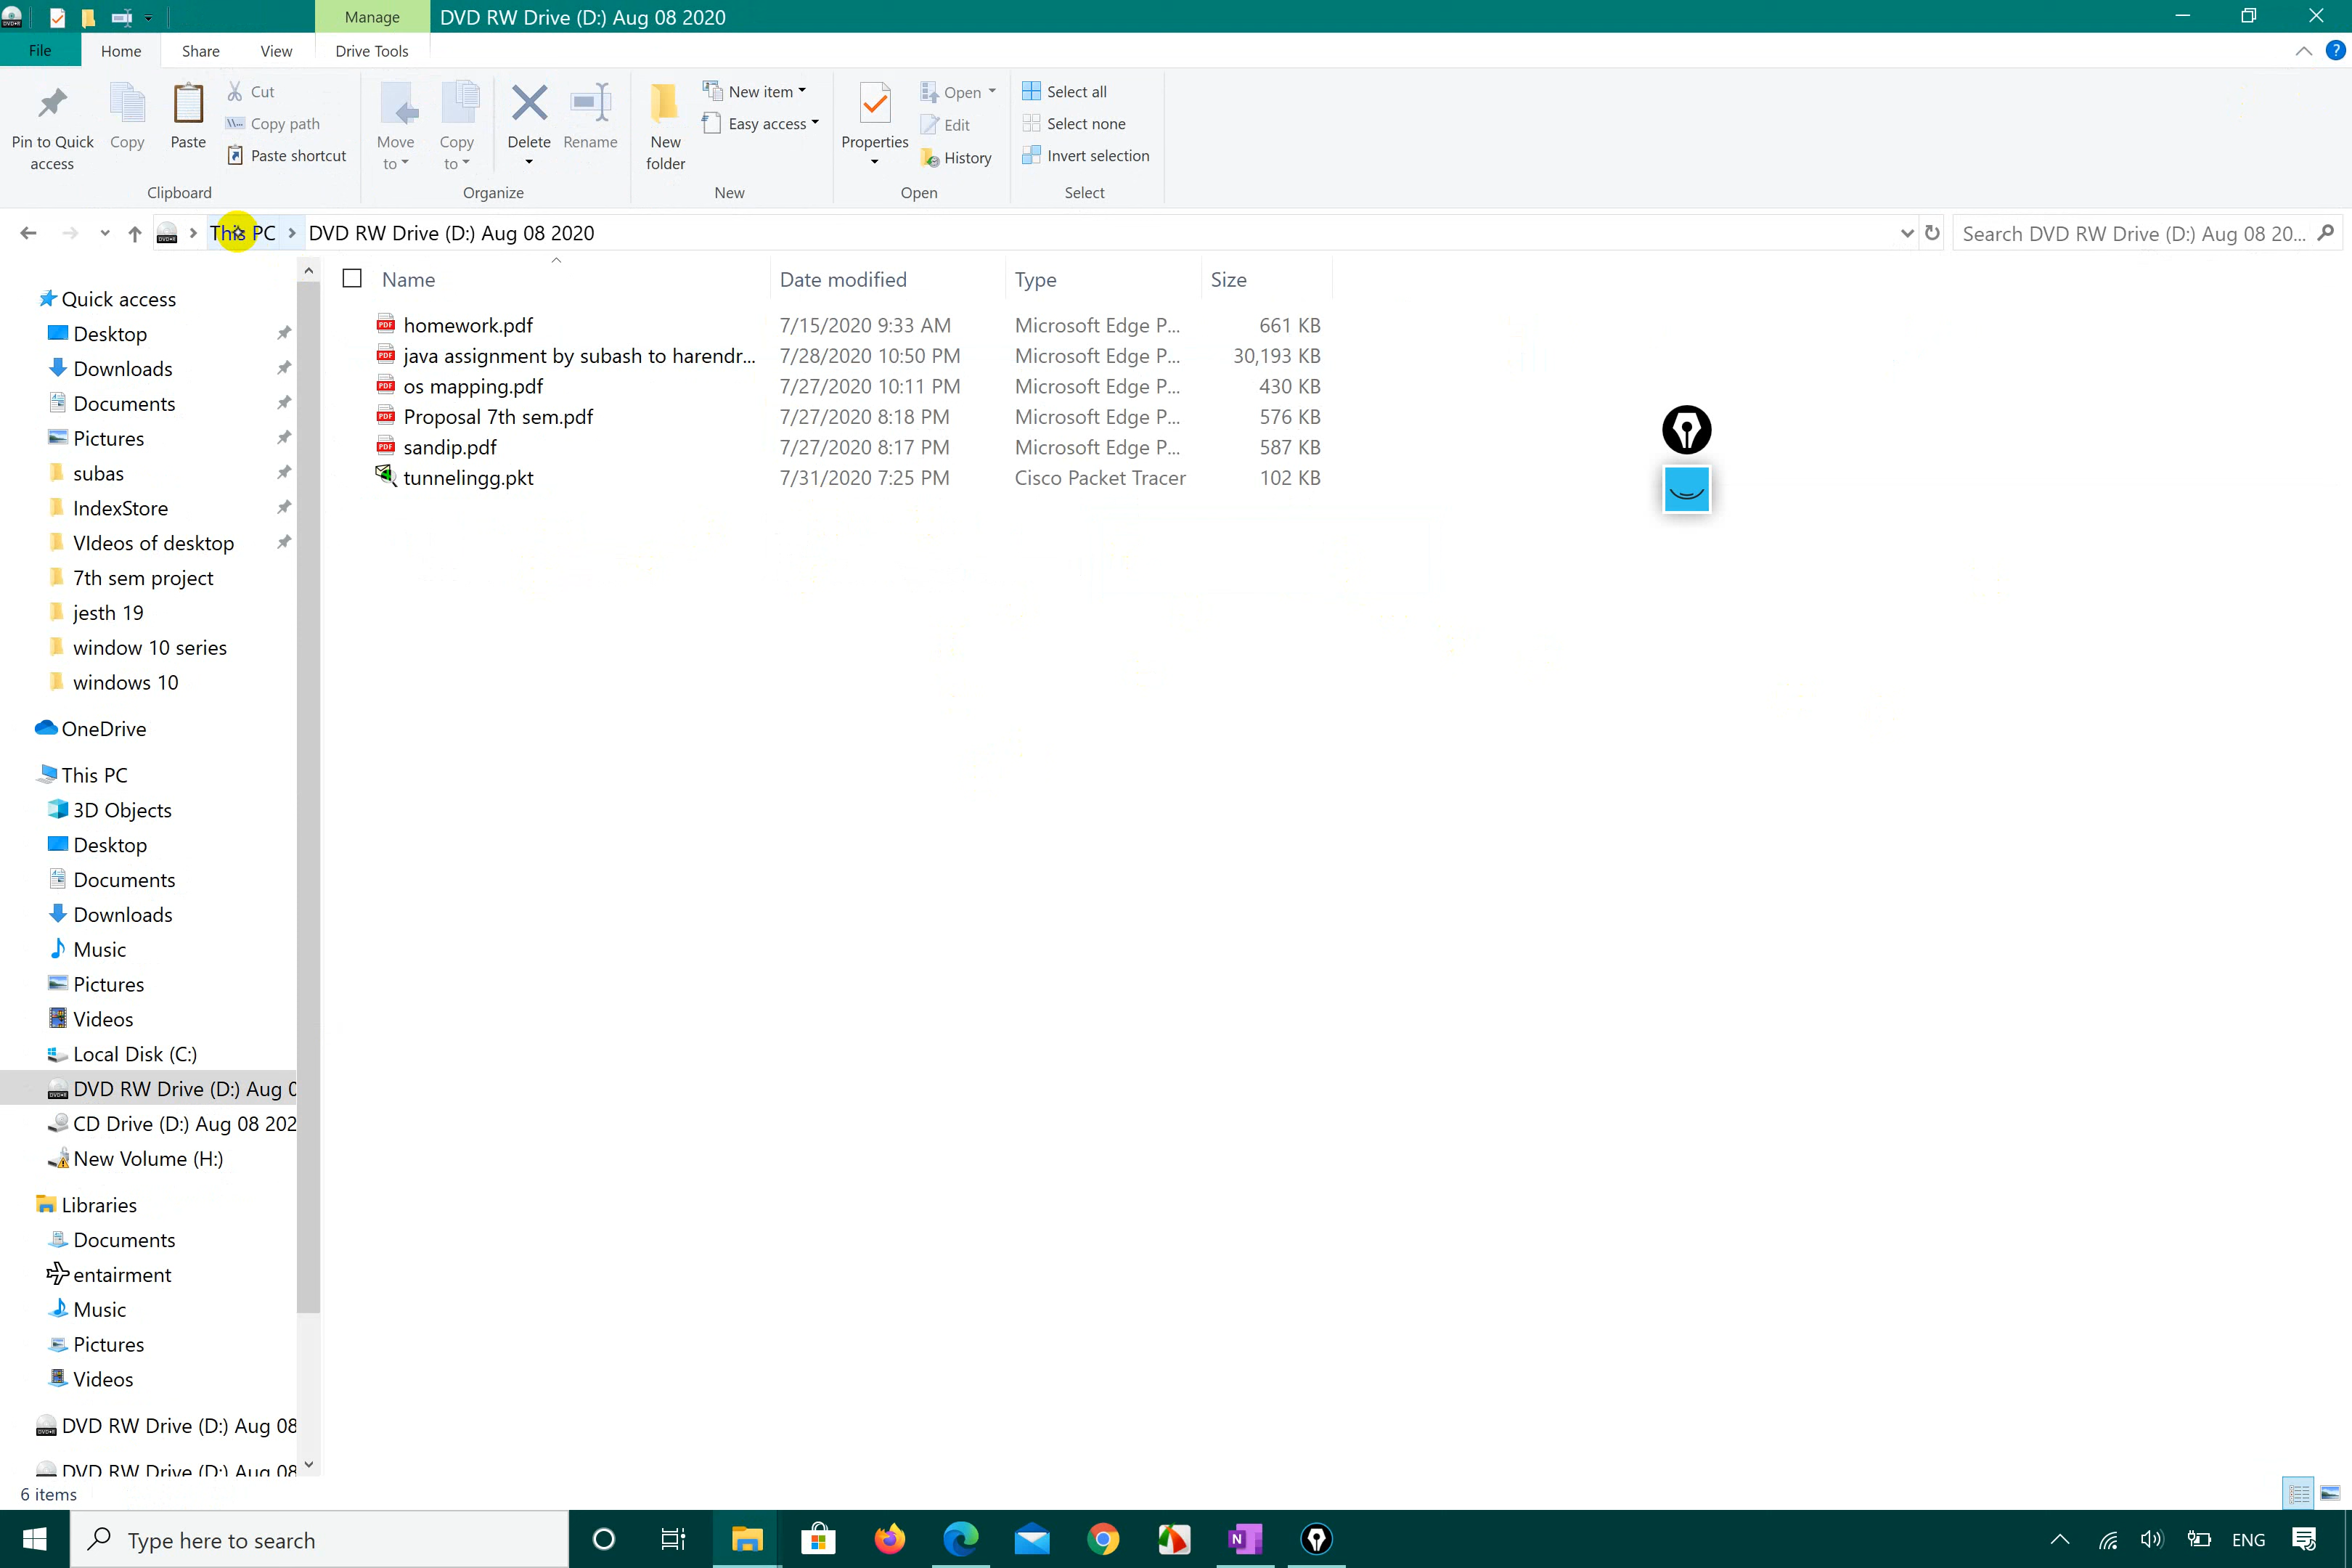 Manage
DVD RW Drive (D:) Aug 08 2020
File
Home
Share
View
Drive Tools
Pin to Quick access
Copy
Paste
Cut
Copy path
Paste shortcut
Clipboard
Move to
Copy to
Delete
Rename
Organize
New folder
New item
Easy access
New
Properties
Open
Edit
History
Open
Select all
Select none
Invert selection
Select
This PC
DVD RW Drive (D:) Aug 08 2020
Search DVD RW Drive (D:) Aug 08 20...
Name
Date modified
Type
Size
homework.pdf 7/15/2020 9:33 AM Microsoft Edge P... 661 KB
java assignment by subash to harendr... 7/28/2020 10:50 PM Microsoft Edge P... 30,193 KB
os mapping.pdf 7/27/2020 10:11 PM Microsoft Edge P... 430 KB
Proposal 7th sem.pdf 7/27/2020 8:18 PM Microsoft Edge P... 576 KB
sandip.pdf 7/27/2020 8:17 PM Microsoft Edge P... 587 KB
tunnelingg.pkt 7/31/2020 7:25 PM Cisco Packet Tracer 102 KB
Quick access
Desktop
Downloads
Documents
Pictures
subas
IndexStore
VIdeos of desktop
7th sem project
jesth 19
window 10 series
windows 10
OneDrive
This PC
3D Objects
Desktop
Documents
Downloads
Music
Pictures
Videos
Local Disk (C:)
DVD RW Drive (D:) Aug 0
CD Drive (D:) Aug 08 202
New Volume (H:)
Libraries
Documents
entairment
Music
Pictures
Videos
DVD RW Drive (D:) Aug 08
DVD RW Drive (D:) Aug 08
6 items
Type here to search
ENG